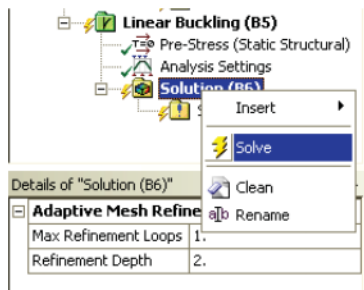 Linear Buckling (B5)
T=0 Pre-Stress (Static Structural)
Analysis Settings
Solution (B6)
S
Insert
Solve
Clean
Rename
Details of "Solution (B6)"
Adaptive Mesh Refine
Max Refinement Loops 1.
Refinement Depth 2.